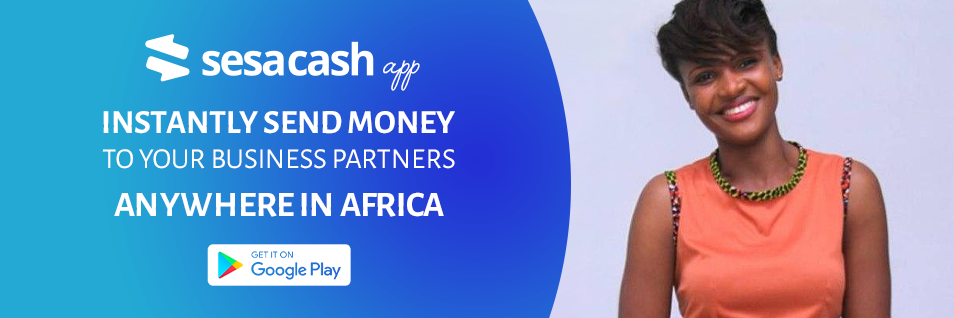 sesacash app
INSTANTLY SEND MONEY
TO YOUR BUSINESS PARTNERS
ANYWHERE IN AFRICA
GET IT ON
Google Play